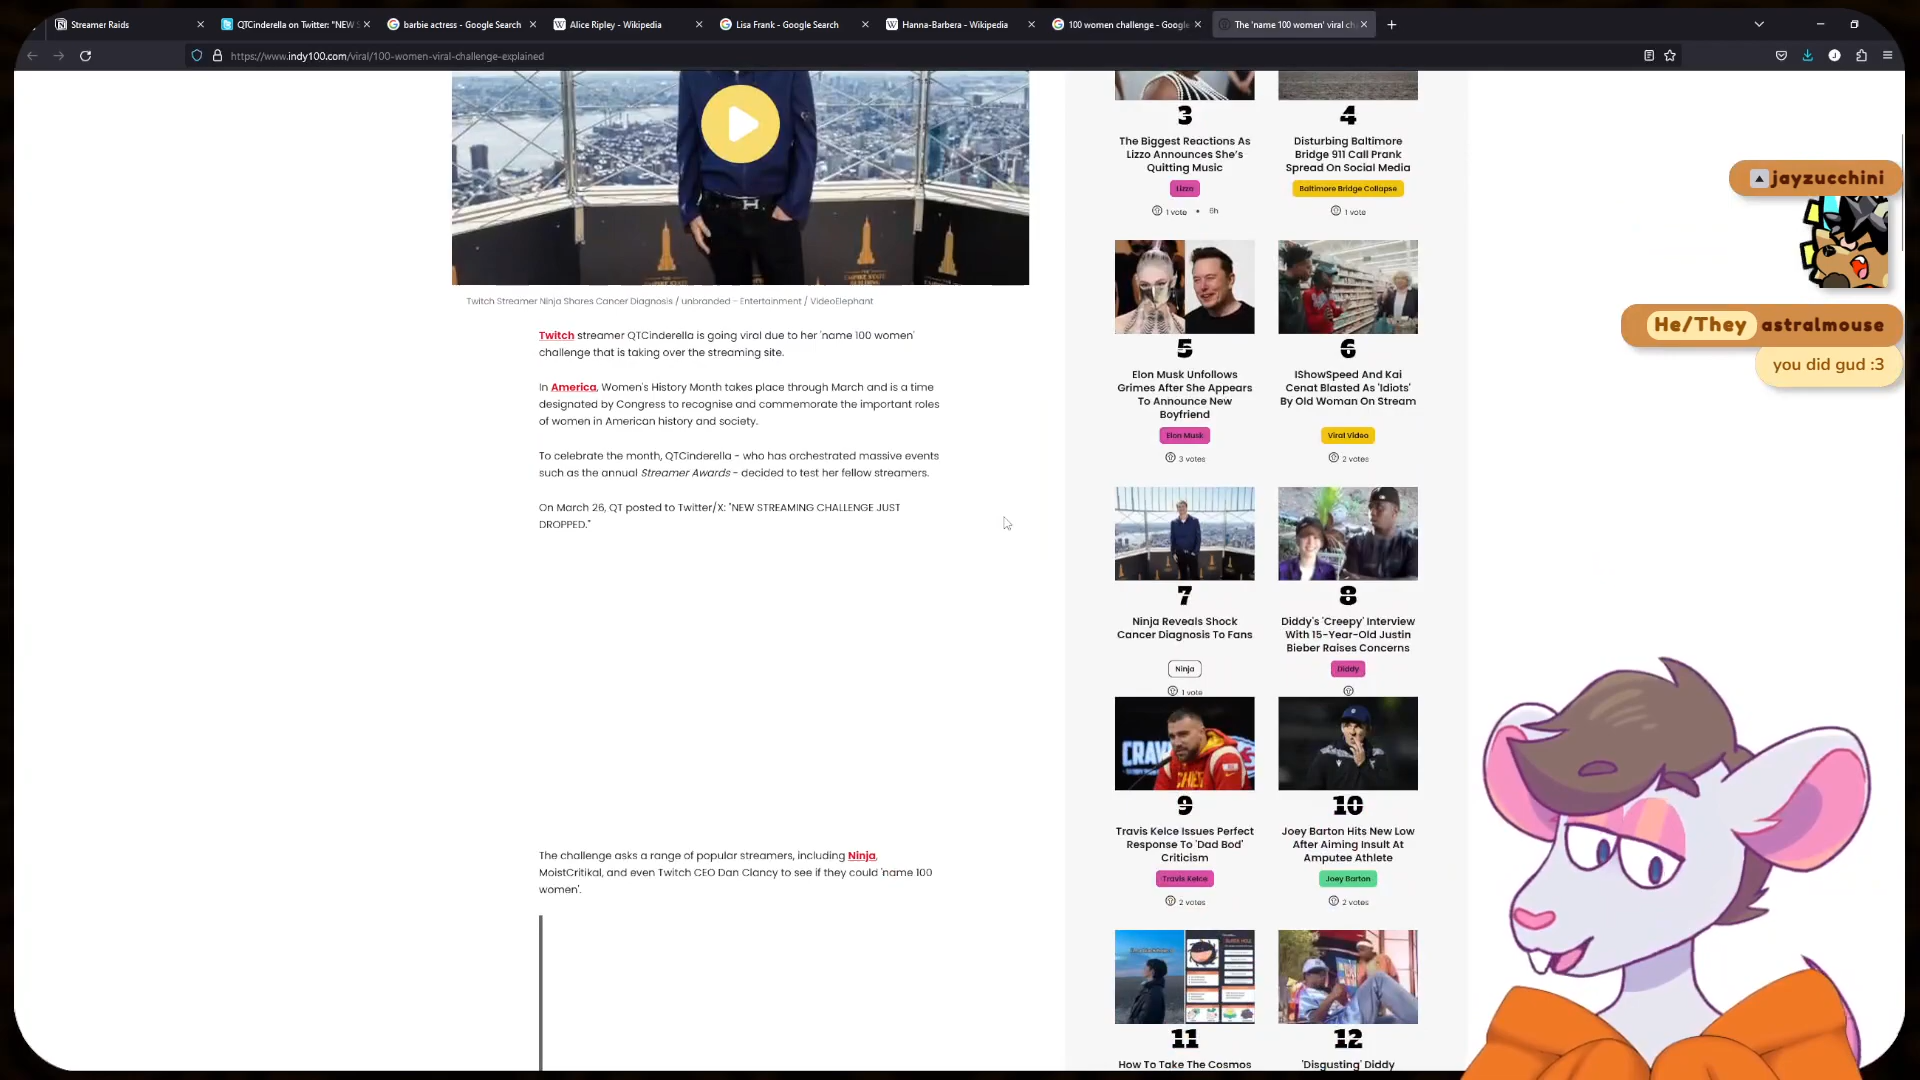 Streamer Raids
QTCinderella on Twitter: "NEW S
barbie actress - Google Search
Alice Ripley - Wikipedia
Lisa Frank - Google Search
Hanna-Barbera - Wikipedia
100 women challenge - Google
The 'name 100 women' viral ch
https://www.indy100.com/viral/100-women-viral-challenge-explained
THE EMPIRE STATE BUILDING
Twitch Streamer Ninja Shares Cancer Diagnosis / unbranded - Entertainment / VideoElephant
Twitch streamer QTCinderella is going viral due to her 'name 100 women'
challenge that is taking over the streaming site.
In America, Women's History Month takes place through March and is a time
designated by Congress to recognise and commemorate the important roles
of women in American history and society.
To celebrate the month, QTCinderella - who has orchestrated massive events
such as the annual Streamer Awards - decided to test her fellow streamers.
On March 26, QT posted to Twitter/X: "NEW STREAMING CHALLENGE JUST
DROPPED."
The challenge asks a range of popular streamers, including Ninja,
MoistCritikal, and even Twitch CEO Dan Clancy to see if they could 'name 100
women'.
3
The Biggest Reactions As
Lizzo Announces She's
Quitting Music
Lizzo
1 vote • 6h
4
Disturbing Baltimore
Bridge 911 Call Prank
Spread On Social Media
Baltimore Bridge Collapse
1 vote
5
Elon Musk Unfollows
Grimes After She Appears
To Announce New
Boyfriend
Elon Musk
3 votes
6
IShowSpeed And Kai
Cenat Blasted As 'Idiots'
By Old Woman On Stream
Viral Video
2 votes
7
Ninja Reveals Shock
Cancer Diagnosis To Fans
Ninja
1 vote
8
Diddy's 'Creepy' Interview
With 15-Year-Old Justin
Bieber Raises Concerns
Diddy
9
Travis Kelce Issues Perfect
Response To 'Dad Bod'
Criticism
Travis Kelce
2 votes
10
Joey Barton Hits New Low
After Aiming Insult At
Amputee Athlete
Joey Barton
2 votes
11
How To Take The Cosmos
12
'Disgusting' Diddy
jayzucchini
He/They astralmouse
you did gud :3